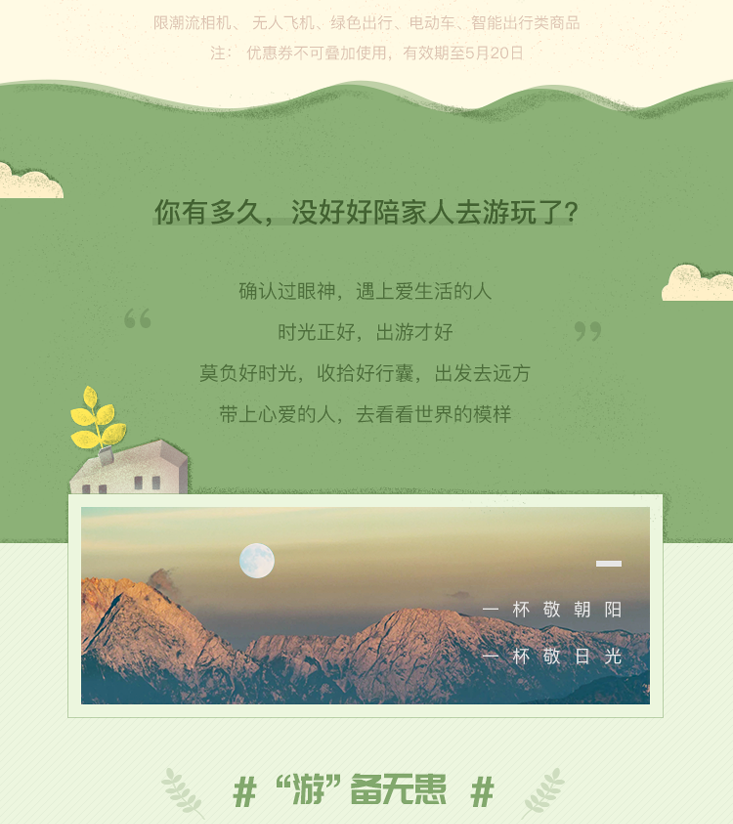 限潮流相机、 无人飞机、绿色出行、电动车、智能出行类商品
注： 优惠券不可叠加使用，有效期至5月20日
你有多久，没好好陪家人去游玩了?
“
确认过眼神，遇上爱生活的人
时光正好，出游才好
莫负好时光，收拾好行囊，出发去远方
带上心爱的人，去看看世界的模样
”
一杯敬朝阳
一杯敬日光
# “游”备无患 #